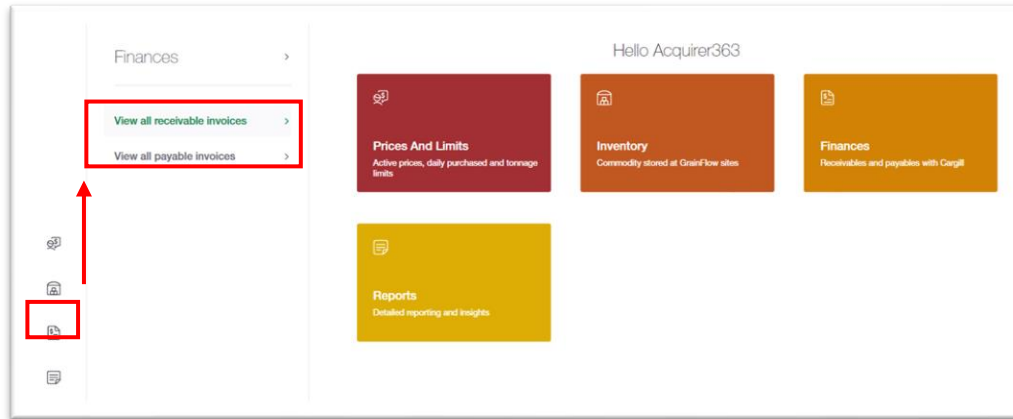 Finances
View all receivable invoices
View all payable invoices
Hello Acquirer363
Prices And Limits
Active prices, daily purchased and tonnage
limits
Inventory
Commodity stored at GrainFlow sites
Finances
Receivables and payables with Cargill
Reports
Detailed reporting and insights